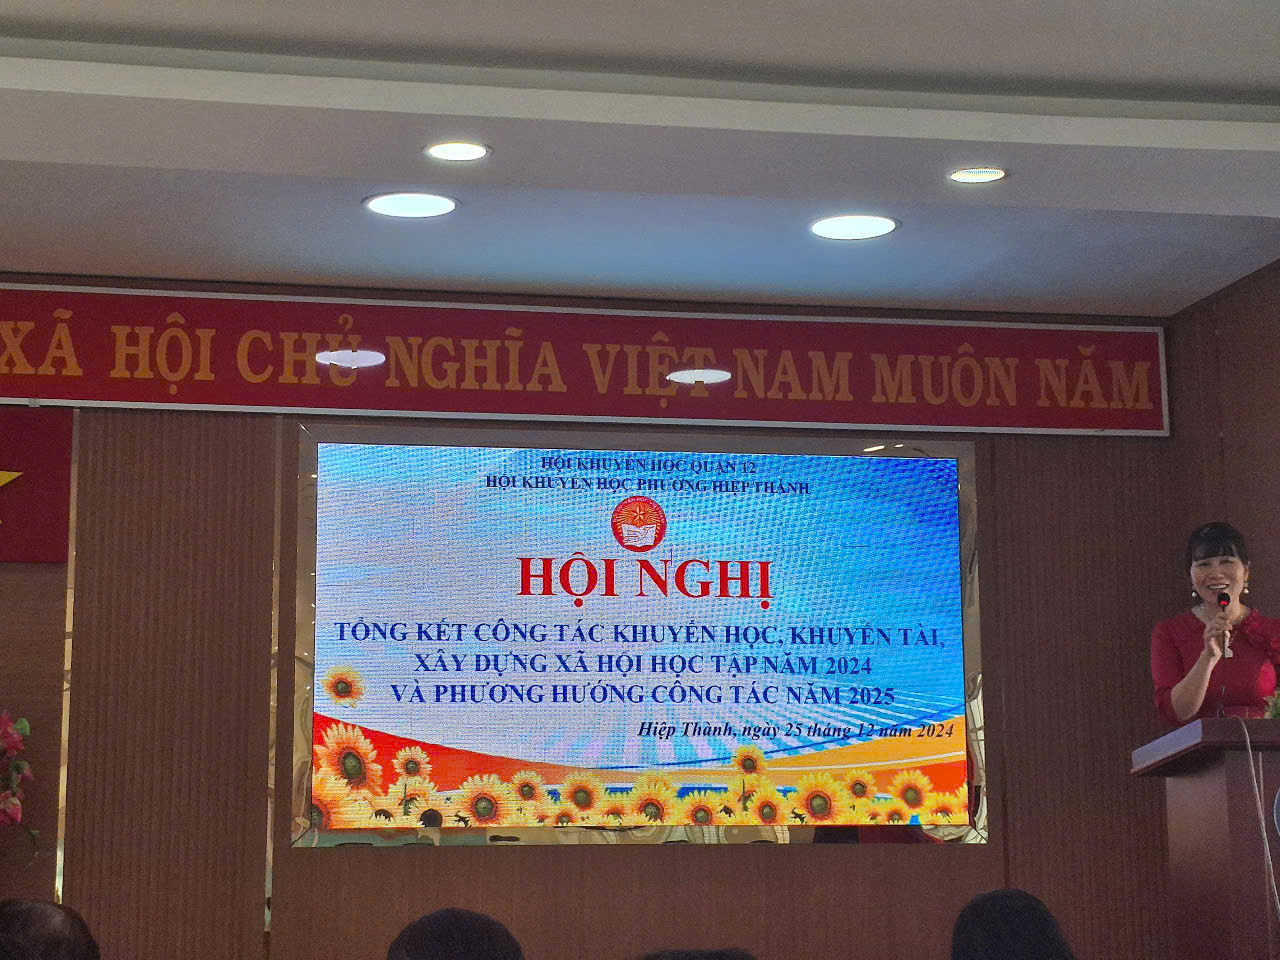 XÃ HỘI CHỦ NGHĨA VIỆT NAM MUÔN NĂM
HỘI KHUYẾN HỌC QUẬN 12
HỘI KHUYẾN HỌC PHƯỜNG HIỆP THÀNH
HỘI NGHỊ
TỔNG KẾT CÔNG TÁC KHUYẾN HỌC, KHUYẾN TÀI,
XÂY DỰNG XÃ HỘI HỌC TẬP NĂM 2024
VÀ PHƯƠNG HƯỚNG CÔNG TÁC NĂM 2025
Hiệp Thành, ngày 25 tháng 12 năm 2024